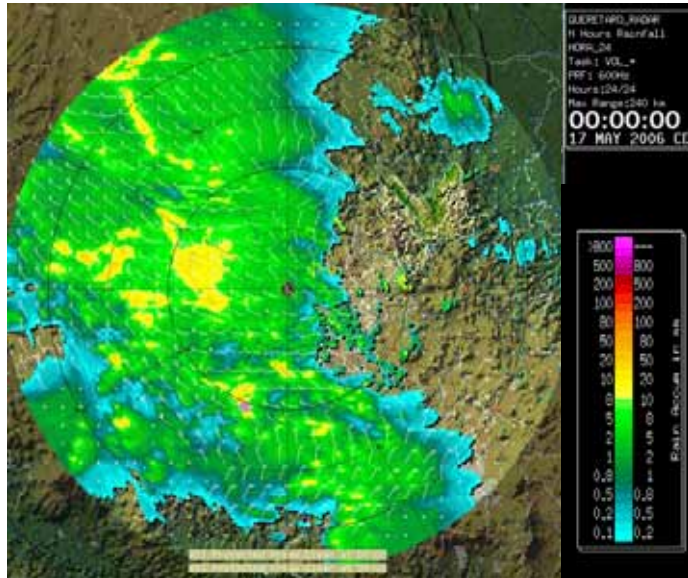 QUERETARO_RADAR
N Hours Rainfall
HORA_24
Task: VOL_*
PRF: 600Hz
Hours:24/24
Max Range:240 km
00:00:00
17 MAY 2006 CD
>800 ---
500 800
200 500
100 200
80 100
50 80
20 50
10 20
8 10
5 8
2 5
1 2
0.8 1
0.5 0.8
0.2 0.5
0.1 0.2
Rain Accum in mm